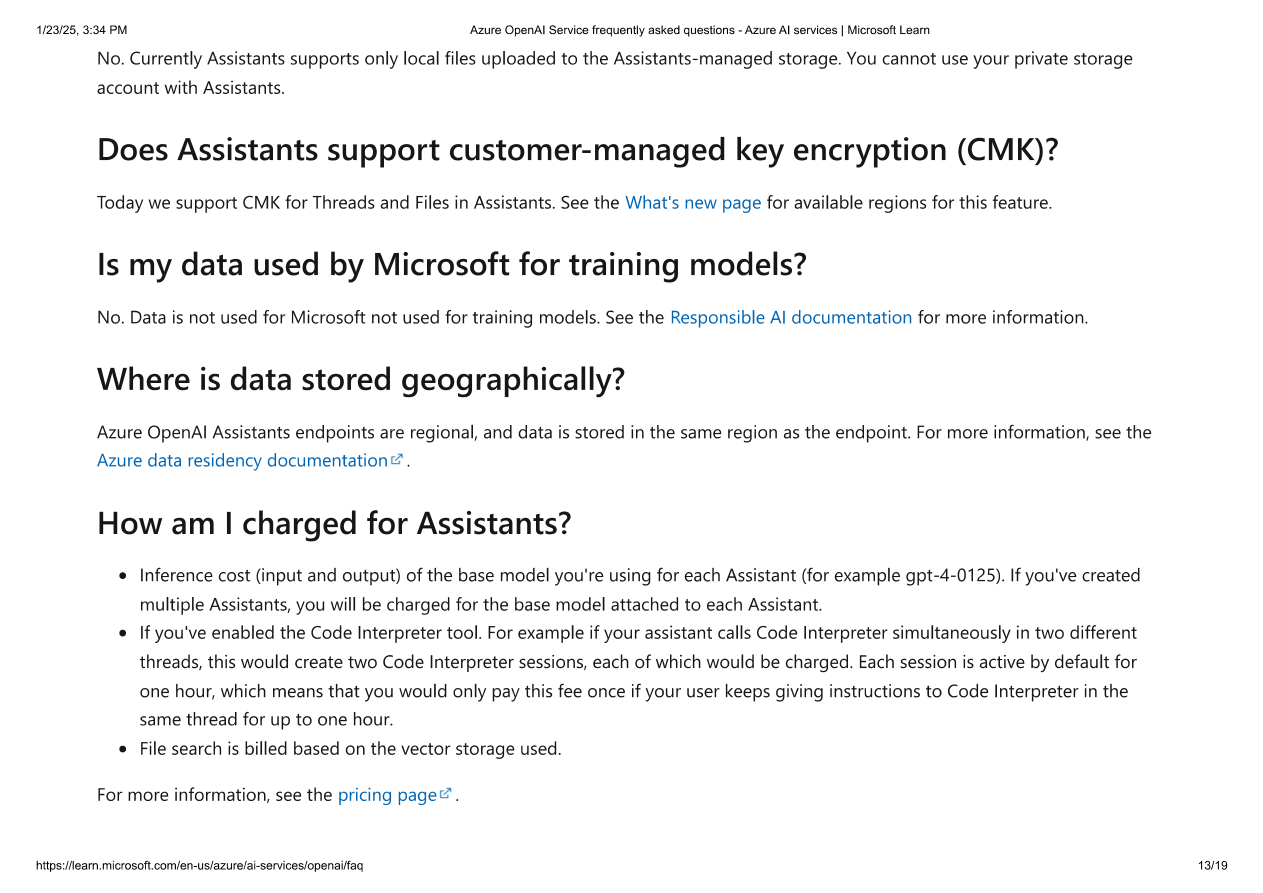 1/23/25, 3:34 PM
Azure OpenAI Service frequently asked questions - Azure AI services | Microsoft Learn
No. Currently Assistants supports only local files uploaded to the Assistants-managed storage. You cannot use your private storage
account with Assistants.
Does Assistants support customer-managed key encryption (CMK)?
Today we support CMK for Threads and Files in Assistants. See the What's new page for available regions for this feature.
Is my data used by Microsoft for training models?
No. Data is not used for Microsoft not used for training models. See the Responsible AI documentation for more information.
Where is data stored geographically?
Azure OpenAI Assistants endpoints are regional, and data is stored in the same region as the endpoint. For more information, see the
Azure data residency documentation .
How am I charged for Assistants?
• Inference cost (input and output) of the base model you're using for each Assistant (for example gpt-4-0125). If you've created
multiple Assistants, you will be charged for the base model attached to each Assistant.
• If you've enabled the Code Interpreter tool. For example if your assistant calls Code Interpreter simultaneously in two different
threads, this would create two Code Interpreter sessions, each of which would be charged. Each session is active by default for
one hour, which means that you would only pay this fee once if your user keeps giving instructions to Code Interpreter in the
same thread for up to one hour.
• File search is billed based on the vector storage used.
For more information, see the pricing page .
https://learn.microsoft.com/en-us/azure/ai-services/openai/faq
13/19